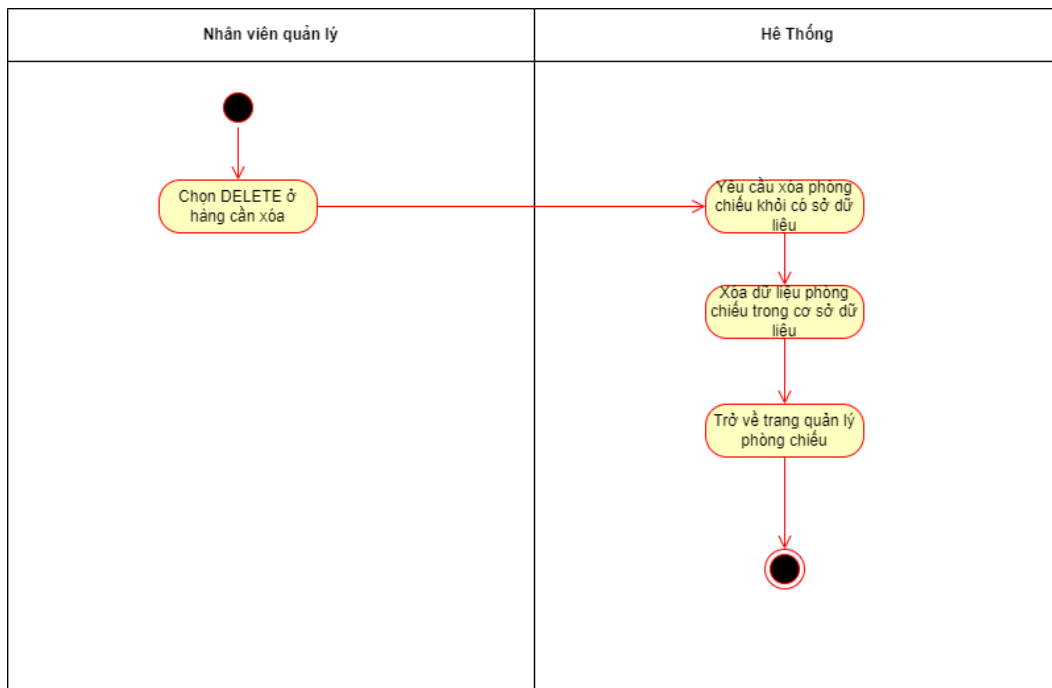 Nhân viên quản lý
Hê Thống
Chọn DELETE ở
hàng cần xóa
Yêu cầu xóa phòng
chiếu khỏi có sở dữ
liệu
Xóa dữ liệu phòng
chiếu trong cơ sở dữ
liệu
Trở về trang quản lý
phòng chiếu